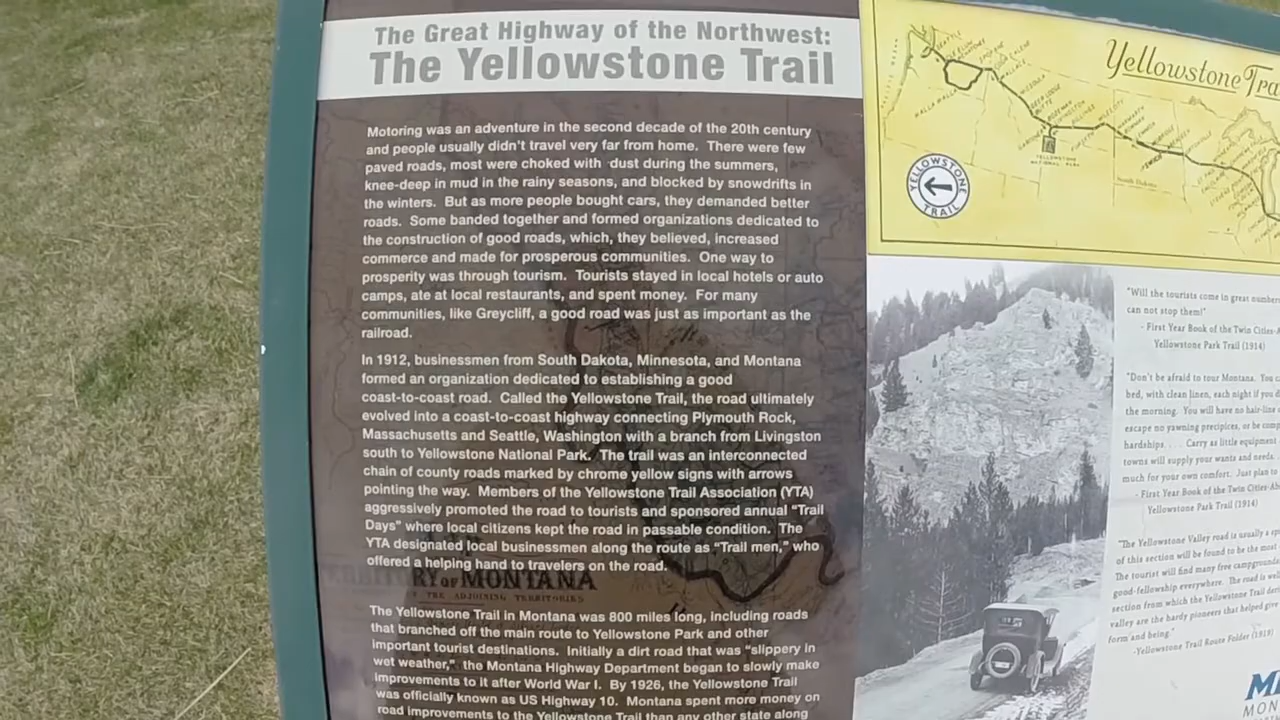 The Great Highway of the Northwest:
The Yellowstone Trail
Motoring was an adventure in the second decade of the 20th century
and people usually didn't travel very far from home. There were few
paved roads, most were choked with dust during the summers,
knee-deep in mud in the rainy seasons, and blocked by snowdrifts in
the winters. But as more people bought cars, they demanded better
roads. Some banded together and formed organizations dedicated to
the construction of good roads, which, they believed, increased
commerce and made for prosperous communities. One way to
prosperity was through tourism. Tourists stayed in local hotels or auto
camps, ate at local restaurants, and spent money. For many
communities, like Greycliff, a good road was just as important as the
railroad.
In 1912, businessmen from South Dakota, Minnesota, and Montana
formed an organization dedicated to establishing a good
coast-to-coast road. Called the Yellowstone Trail, the road ultimately
evolved into a coast-to-coast highway connecting Plymouth Rock,
Massachusetts and Seattle, Washington with a branch from Livingston
south to Yellowstone National Park. The trail was an interconnected
chain of county roads marked by chrome yellow signs with arrows
pointing the way. Members of the Yellowstone Trail Association (YTA)
aggressively promoted the road to tourists and sponsored annual “Trail
Days” where local citizens kept the road in passable condition. The
YTA designated local businessmen along the route as “Trail men,” who
offered a helping hand to travelers on the road.
RY OF MONTANA
& THE ADJOINING TERRITORIES
The Yellowstone Trail in Montana was 800 miles long, including roads
that branched off the main route to Yellowstone Park and other
important tourist destinations. Initially a dirt road that was “slippery in
wet weather,” the Montana Highway Department began to slowly make
improvements to it after World War I. By 1926, the Yellowstone Trail
was officially known as US Highway 10. Montana spent more money on
road improvements to the Yellowstone Trail than any other state along
Yellowstone Tra
SEATTLE
WALLA WALLA
YELLOWSTONE
NATIONAL PARK
South Dakota
YELLOWSTONE
TRAIL
"Will the tourists come in great number
can not stop them!"
- First Year Book of the Twin Cities-A
Yellowstone Park Trail (1914)
"Don't be afraid to tour Montana. You c
bed, with clean linen, each night if you d
the morning. You will have no hair-line
escape no yawning precipices, or be comp
hardships. . . . Carry as little equipment
towns will supply your wants and needs.
much for your own comfort. Just plan to
- First Year Book of the Twin Cities-Ab
Yellowstone Park Trail (1914)
"The Yellowstone Valley road is usually a sp
of this section will be found to be the most
The tourist will find many free campgrounds
good-fellowship everywhere. The road is wel
section from which the Yellowstone Trail der
valley are the hardy pioneers that helped give
form and being."
-Yellowstone Trail Route Folder (1919)
M
MON